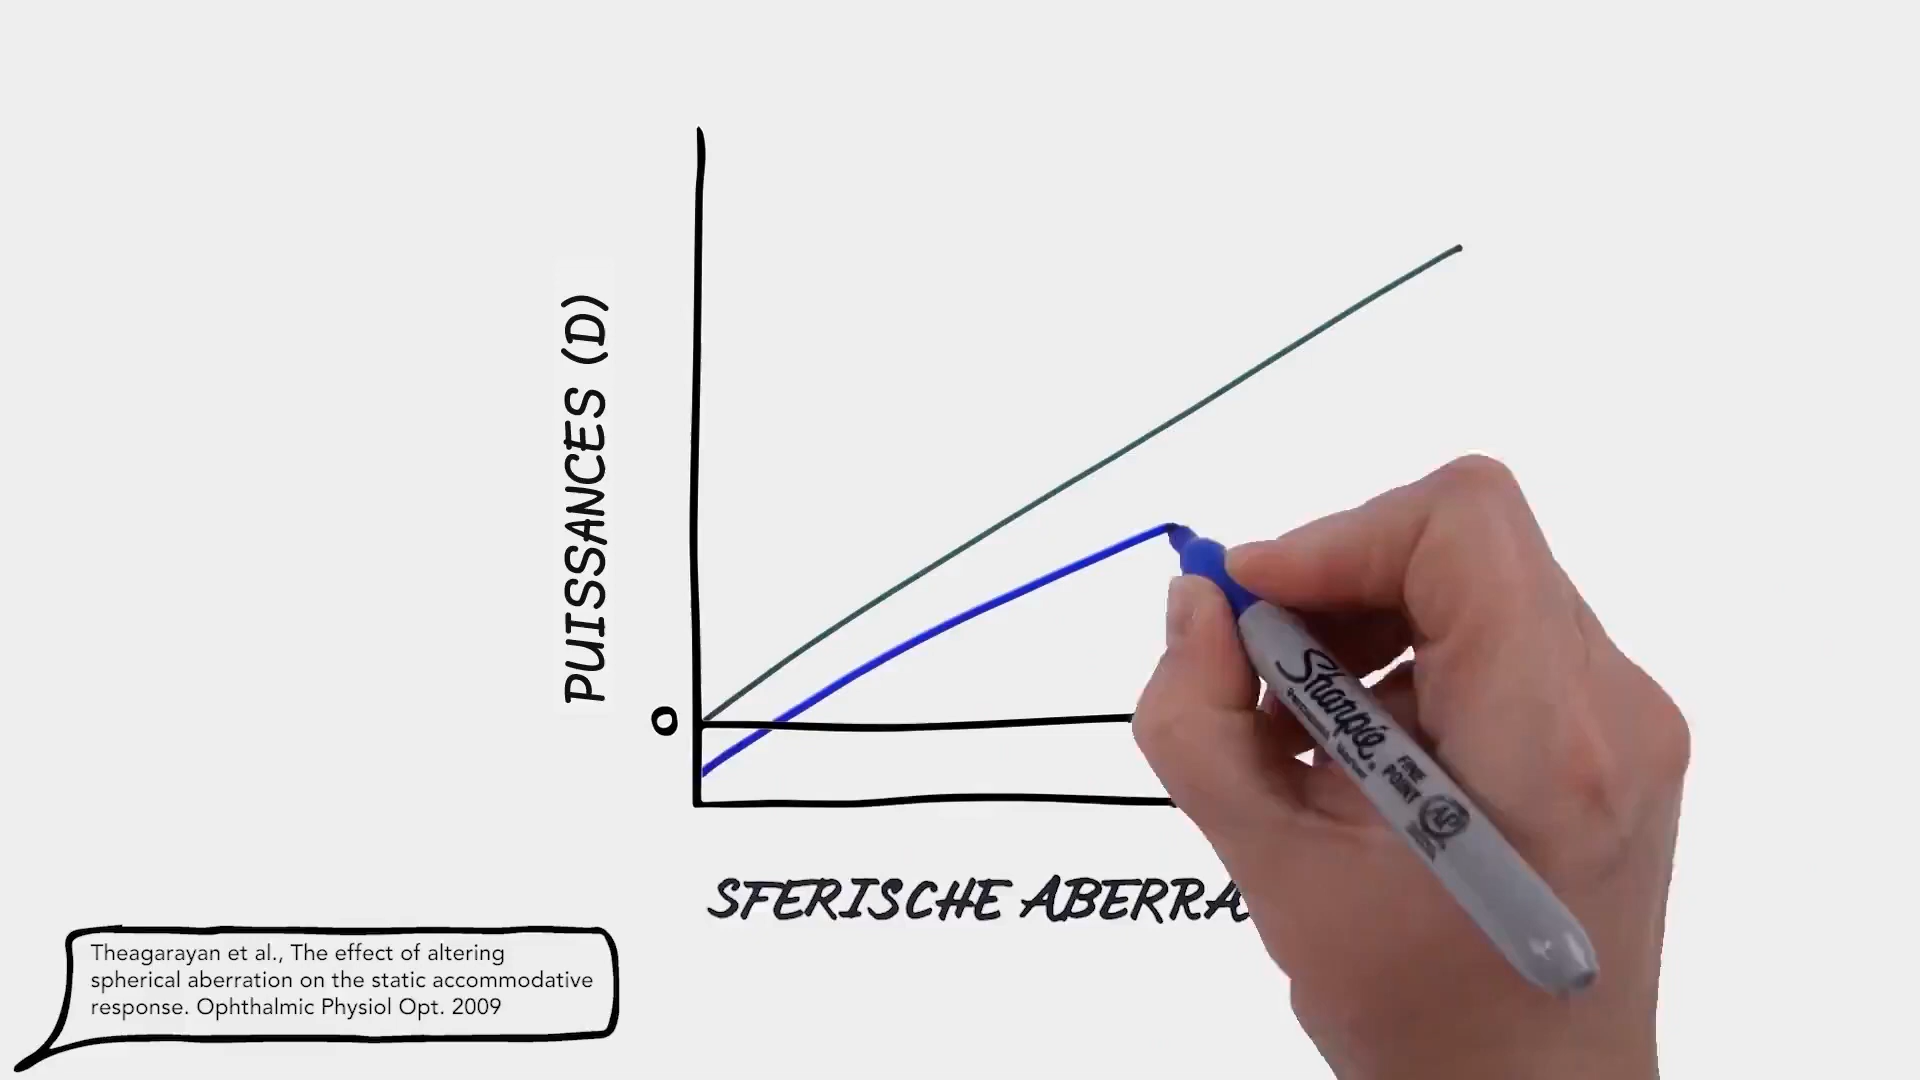 PUISSANCES (D)
0
SFERISCHE ABERRA
Theagarayan et al., The effect of altering
spherical aberration on the static accommodative
response. Ophthalmic Physiol Opt. 2009
Sharpie
FINE
POINT
AP